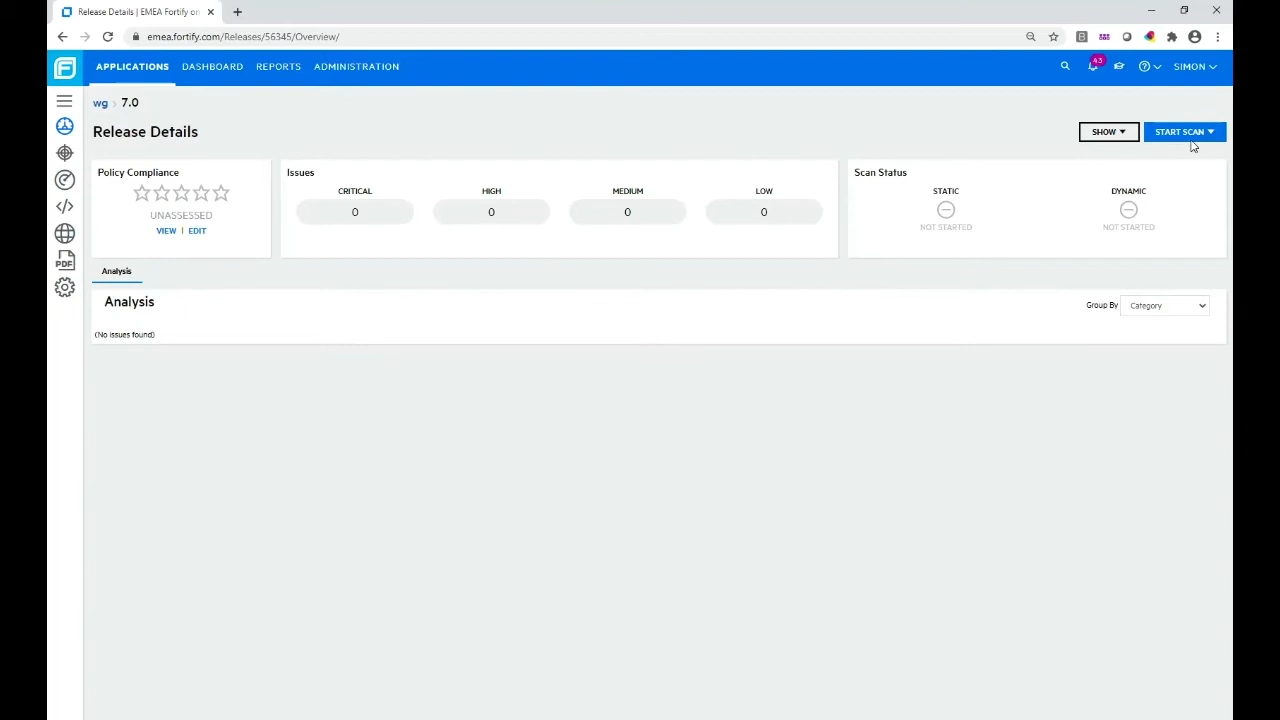 Release Details | EMEA Fortify on
emea.fortify.com/Releases/56345/Overview/
APPLICATIONS DASHBOARD REPORTS ADMINISTRATION
43
SIMON
wg > 7.0
Release Details
SHOW
START SCAN
Policy Compliance
UNASSESSED
VIEW | EDIT
Issues
CRITICAL HIGH MEDIUM LOW
0 0 0 0
Scan Status
STATIC DYNAMIC
NOT STARTED NOT STARTED
Analysis
Analysis
Group By Category
(No issues found)
PDF